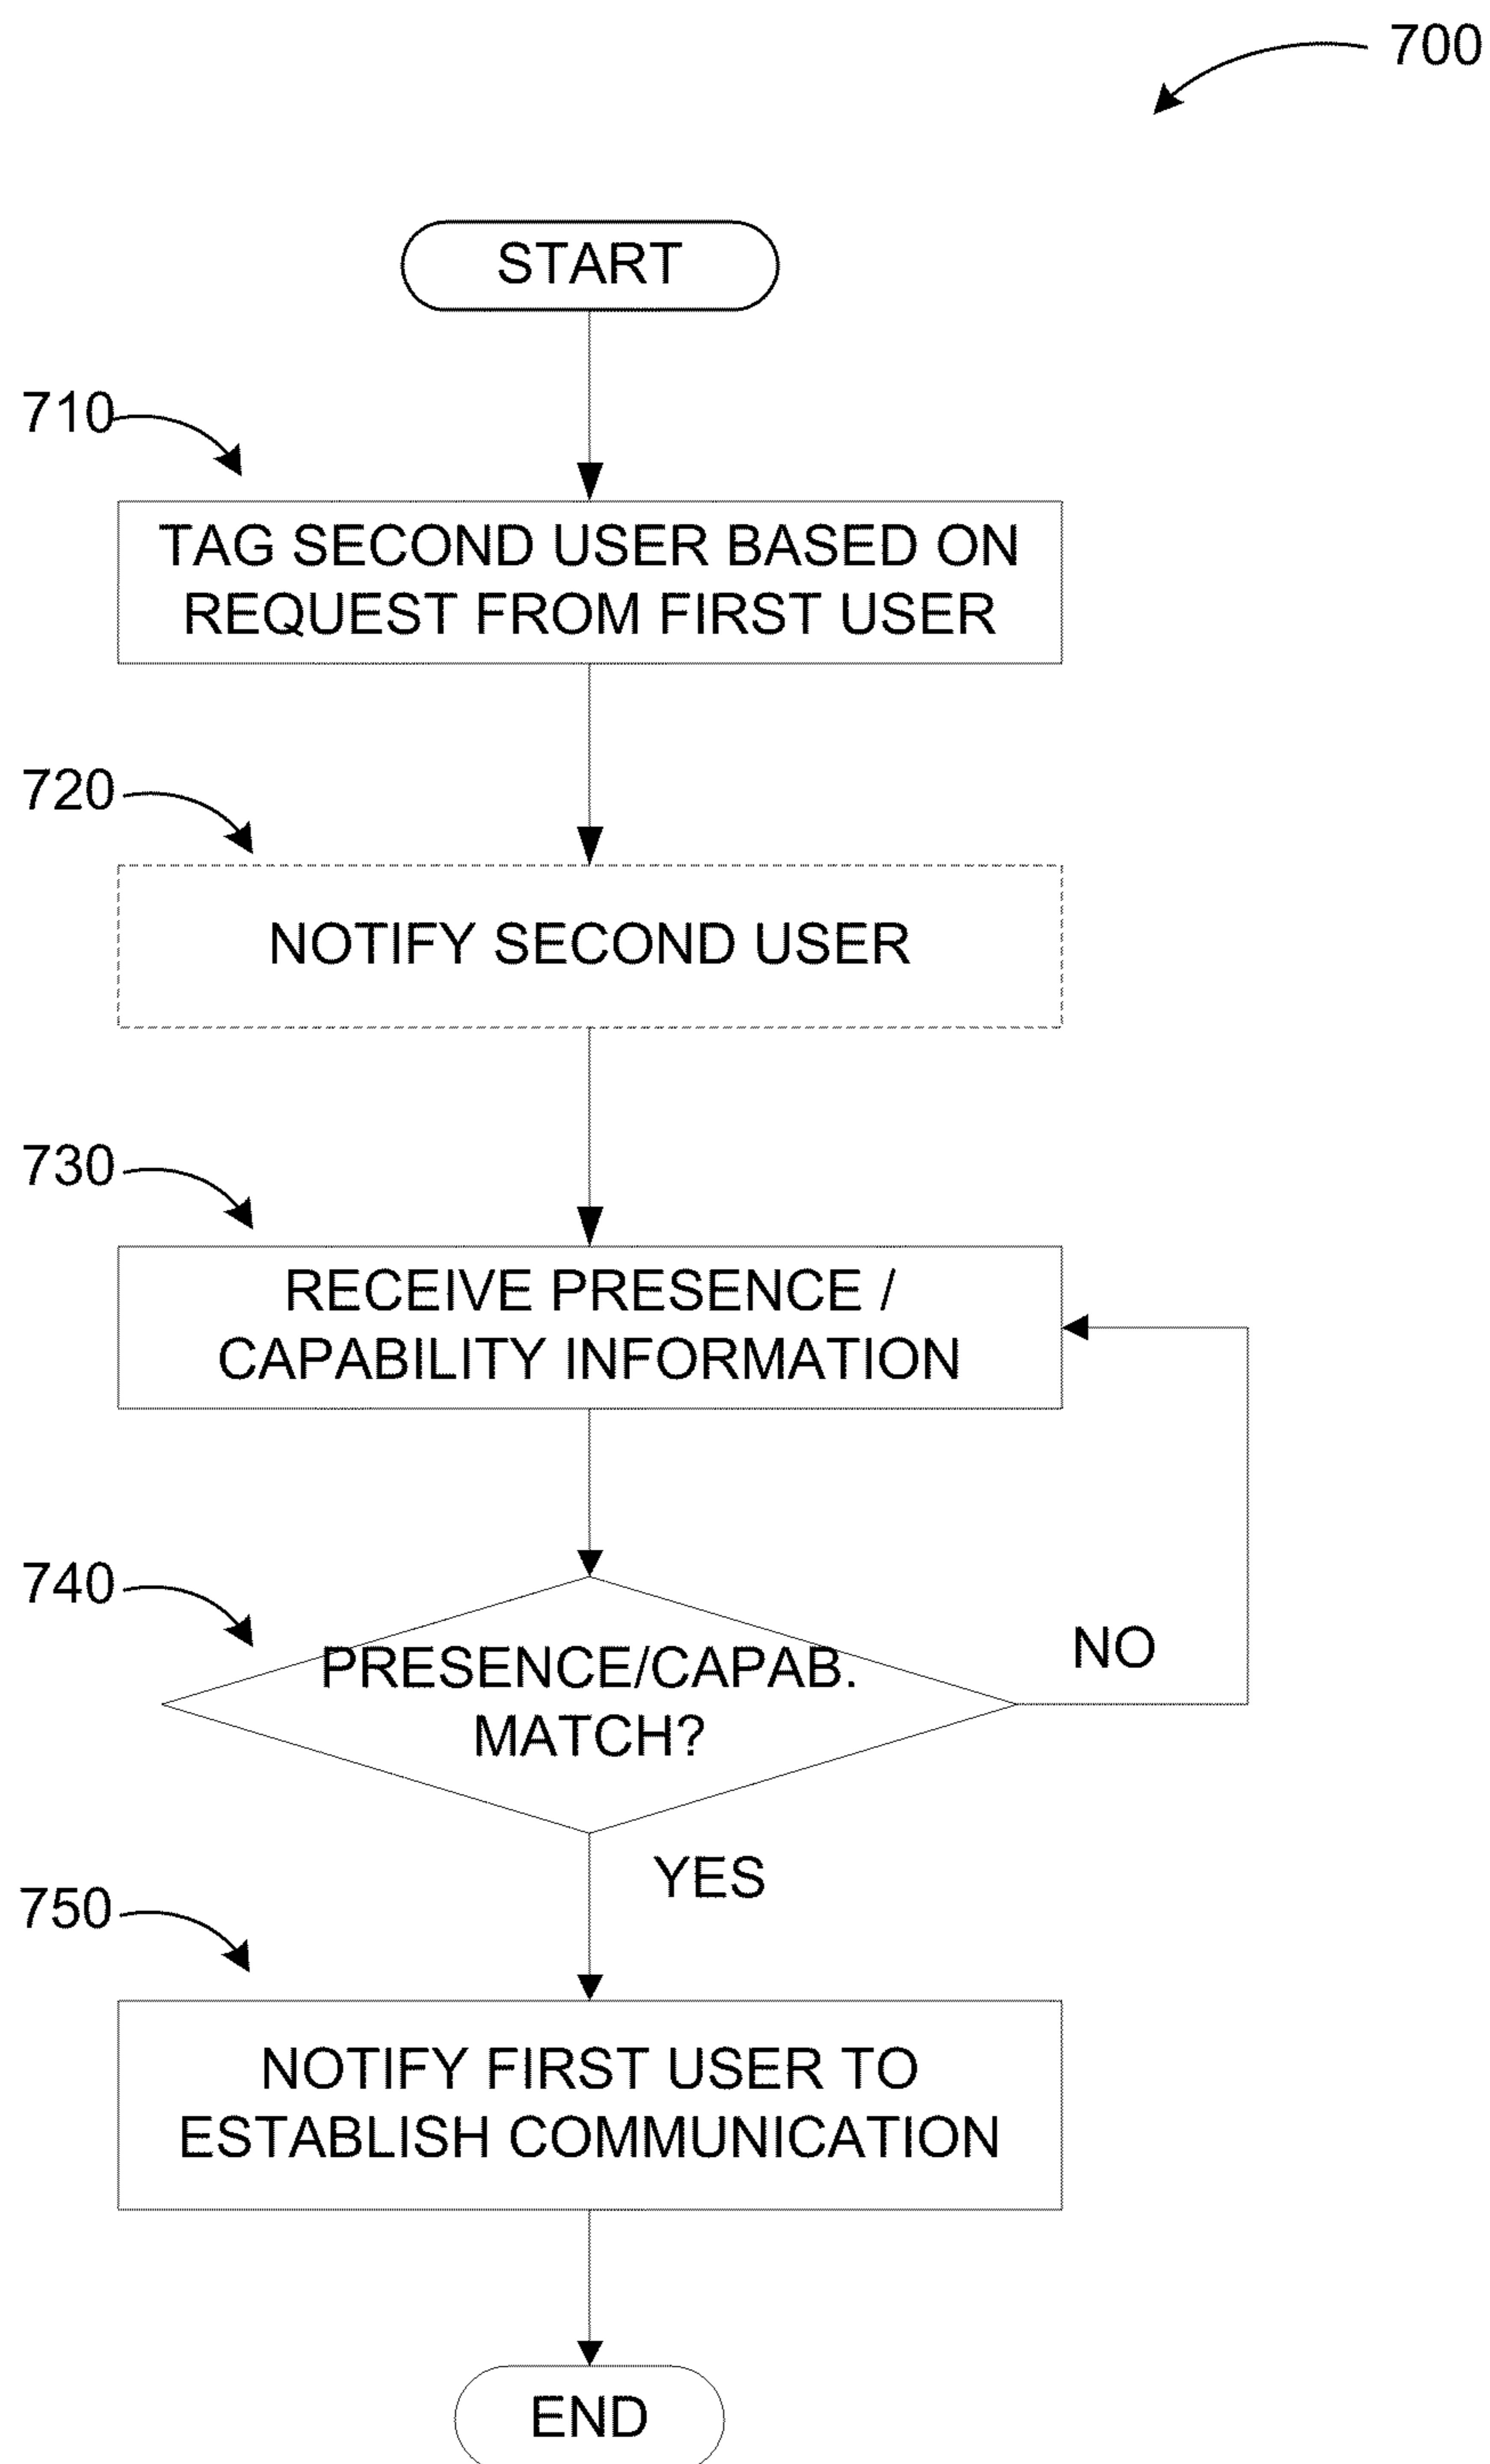 700
START
710
TAG SECOND USER BASED ON
REQUEST FROM FIRST USER
720
NOTIFY SECOND USER
730
RECEIVE PRESENCE /
CAPABILITY INFORMATION
740
PRESENCE/CAPAB.
MATCH?
NO
YES
750
NOTIFY FIRST USER TO
ESTABLISH COMMUNICATION
END